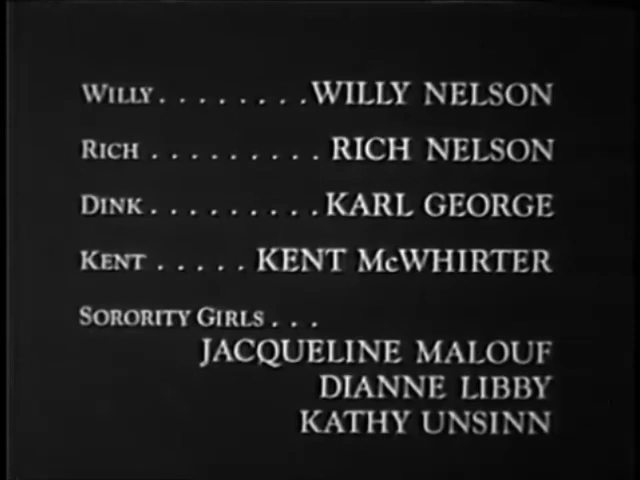 WILLY........WILLY NELSON
RICH.........RICH NELSON
DINK.........KARL GEORGE
KENT.....KENT McWHIRTER
SORORITY GIRLS...
JACQUELINE MALOUF
DIANNE LIBBY
KATHY UNSINN